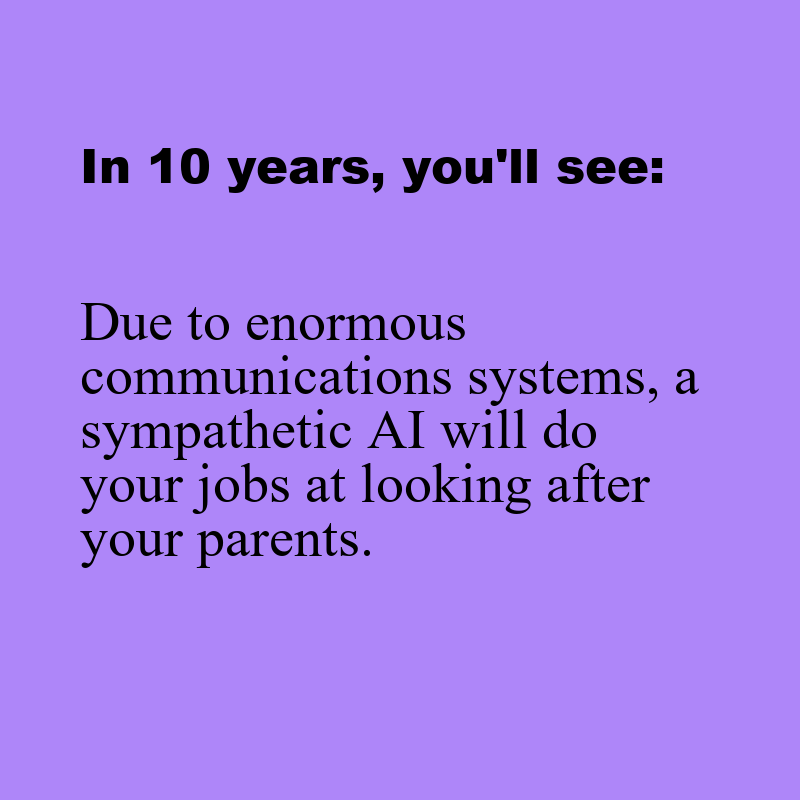 In 10 years, you'll see:
Due to enormous
communications systems, a
sympathetic AI will do
your jobs at looking after
your parents.